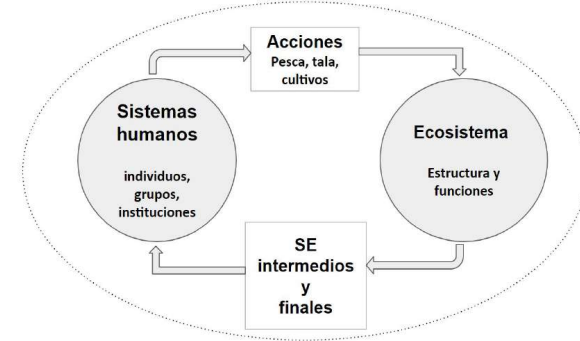 Acciones
Pesca, tala,
cultivos
Sistemas
humanos
individuos,
grupos,
instituciones
Ecosistema
Estructura y
funciones
SE
intermedios
y
finales